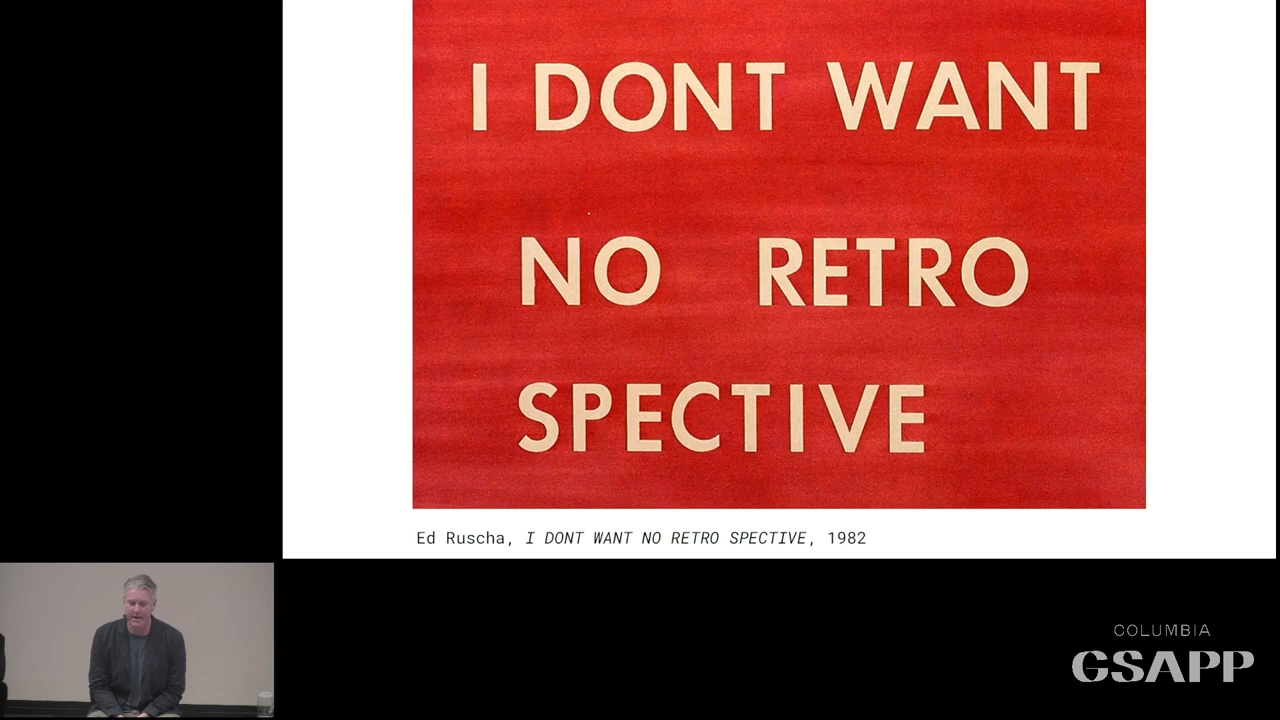 I DONT WANT
NO RETRO
SPECTIVE
Ed Ruscha, I DONT WANT NO RETRO SPECTIVE, 1982
COLUMBIA
GSAPP